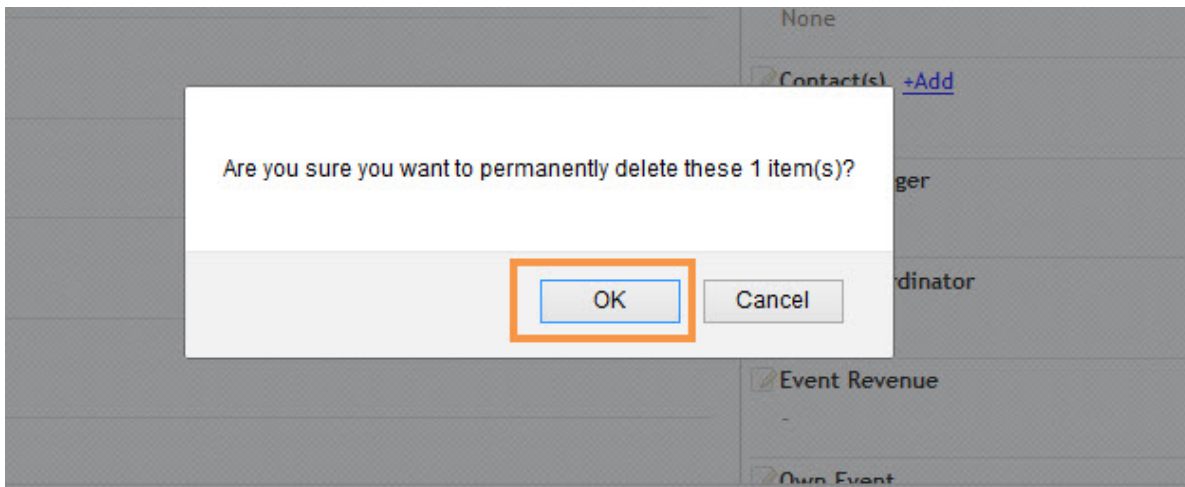 None
Contact(s) +Add
Are you sure you want to permanently delete these 1 item(s)?
ger
dinator
OK
Cancel
Event Revenue
-
Own Event